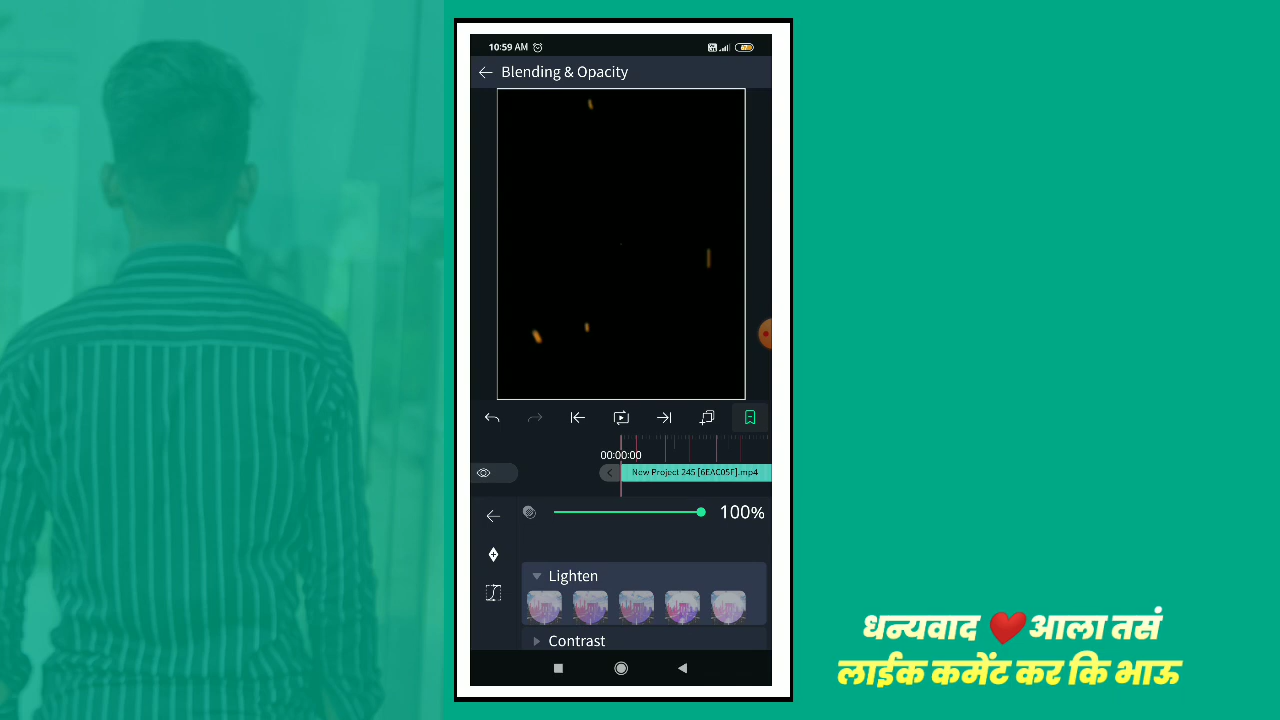 10:59 AM
67
Blending & Opacity
00:00:00
New Project 245 [6EAC05F].mp4
100%
Lighten
Contrast
धन्यवाद ❤️आला तसं
लाईक कमेंट कर कि भाऊ